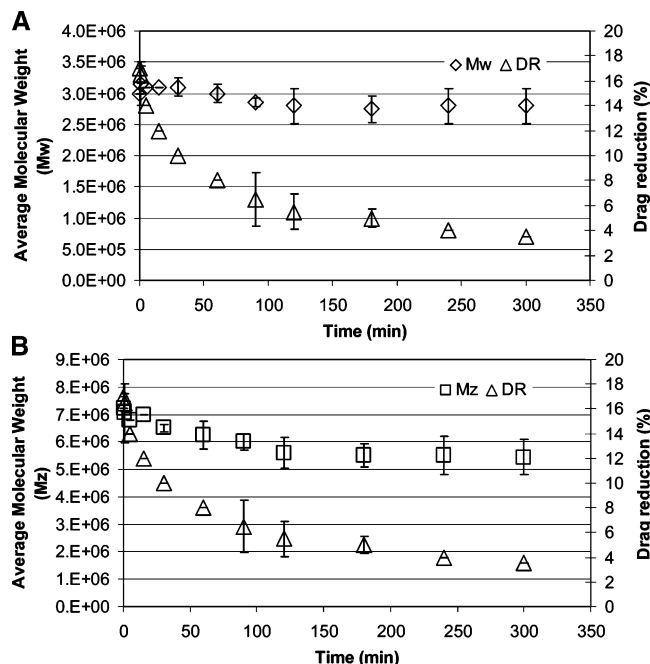 A
Average Molecular Weight
(Mw)
4.0E+06
3.5E+06
3.0E+06
2.5E+06
2.0E+06
1.5E+06
1.0E+06
5.0E+05
0.0E+00
Mw DR
20
18
16
14
12
10
8
6
4
2
0
Drag reduction (%)
0 50 100 150 200 250 300 350
Time (min)
B
Average Molecular Weight
(Mz)
9.E+06
8.E+06
7.E+06
6.E+06
5.E+06
4.E+06
3.E+06
2.E+06
1.E+06
0.E+00
Mz DR
20
18
16
14
12
10
8
6
4
2
0
Drag reduction (%)
0 50 100 150 200 250 300 350
Time (min)